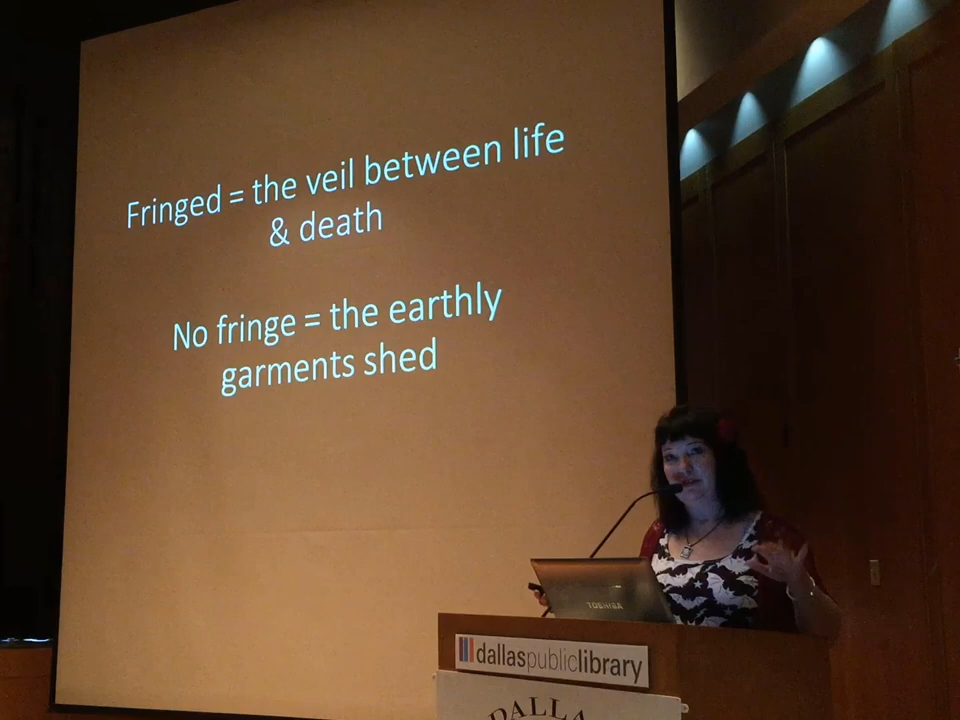 Fringed = the veil between life
& death
No fringe = the earthly
garments shed
TOSHIBA
dallaspubliclibrary